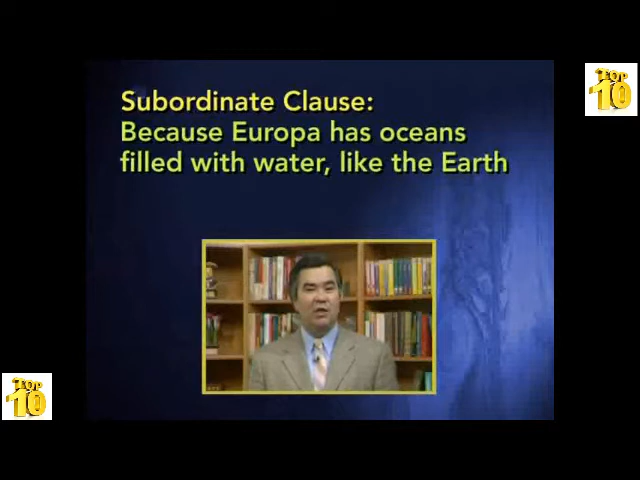 Subordinate Clause:
Because Europa has oceans
filled with water, like the Earth
TOP
10
TOP
10